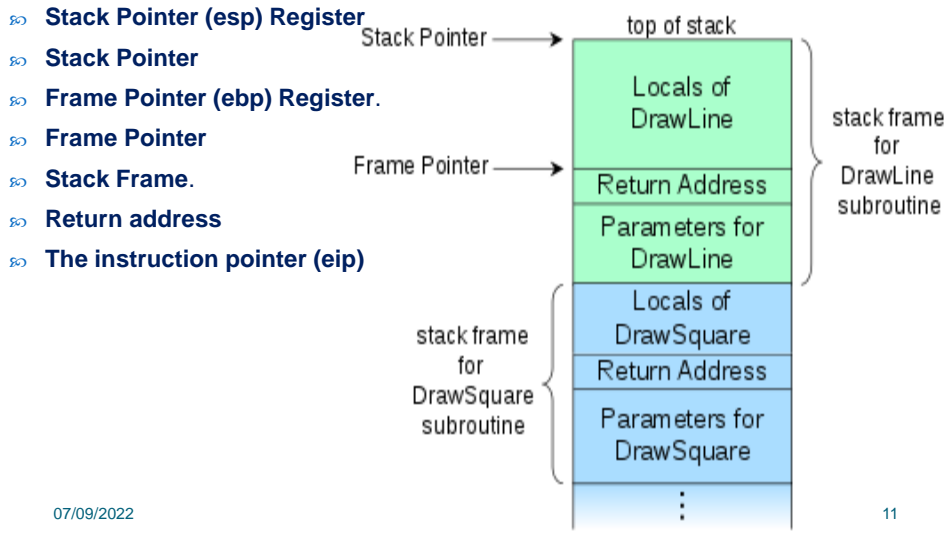 Stack Pointer (esp) Register
Stack Pointer
Frame Pointer (ebp) Register.
Frame Pointer
Stack Frame.
Return address
The instruction pointer (eip)
top of stack
Stack Pointer
Locals of
DrawLine
Frame Pointer
Return Address
Parameters for
DrawLine
stack frame
for
DrawLine
subroutine
Locals of
DrawSquare
Return Address
Parameters for
DrawSquare
stack frame
for
DrawSquare
subroutine
⋮
07/09/2022
11